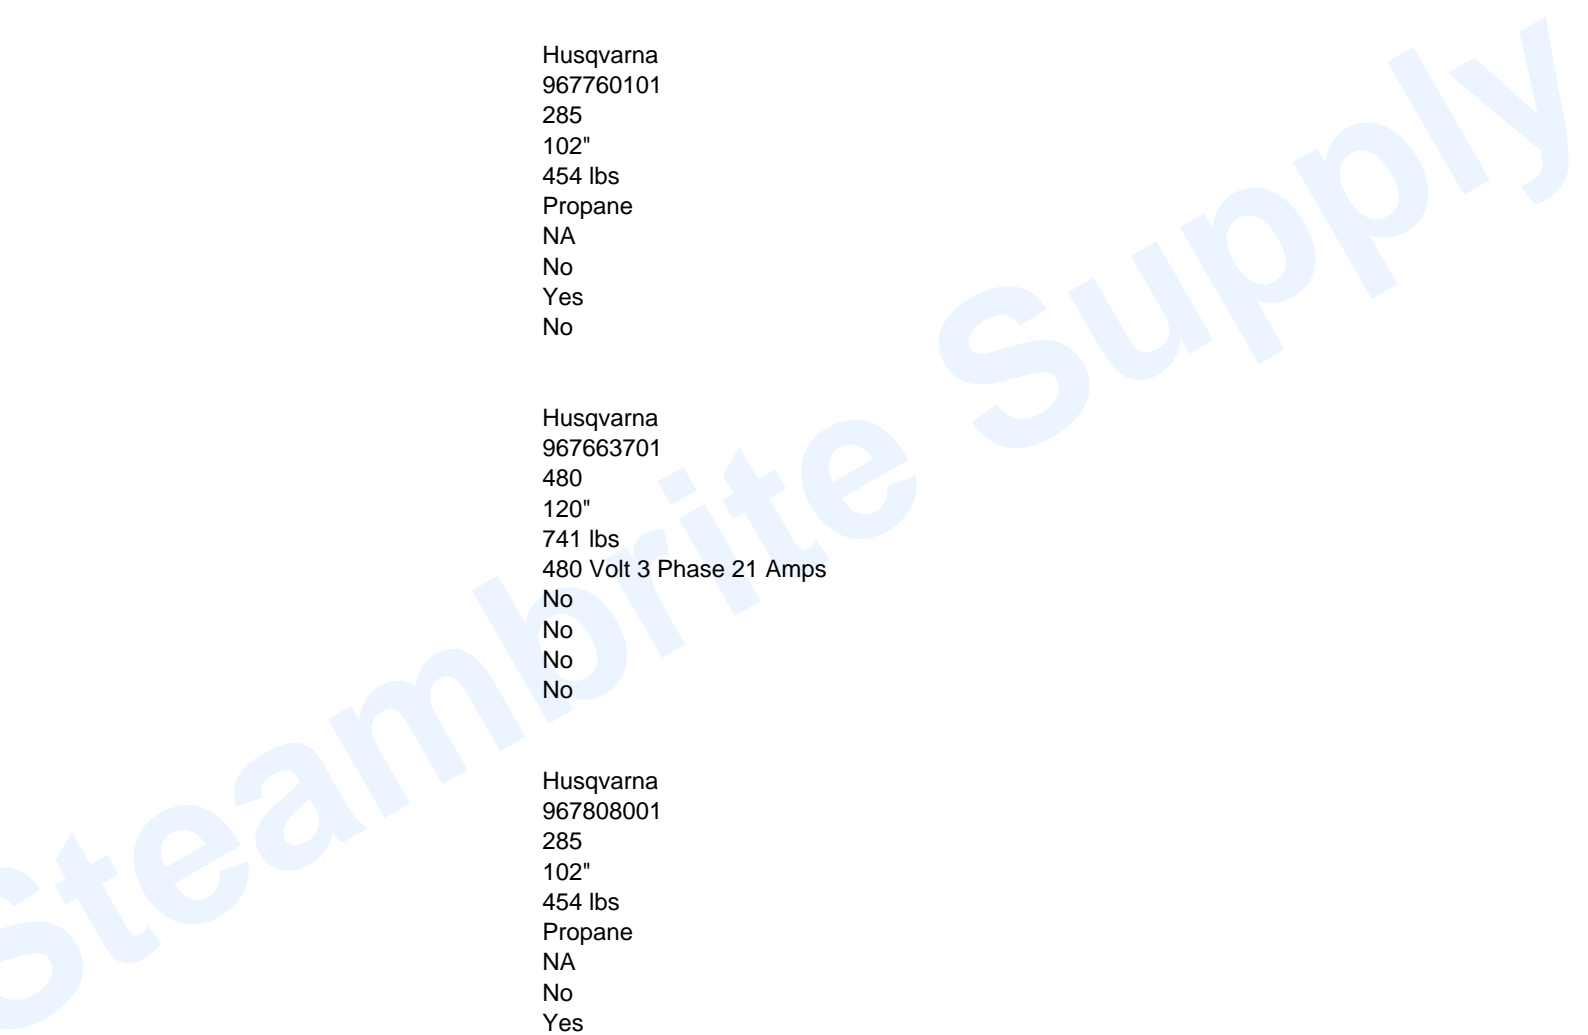 Husqvarna
967760101
285
102"
454 lbs
Propane
NA
No
Yes
No
Husqvarna
967663701
480
120"
741 lbs
480 Volt 3 Phase 21 Amps
No
No
No
No
Husqvarna
967808001
285
102"
454 lbs
Propane
NA
No
Yes
Steambrite Supply